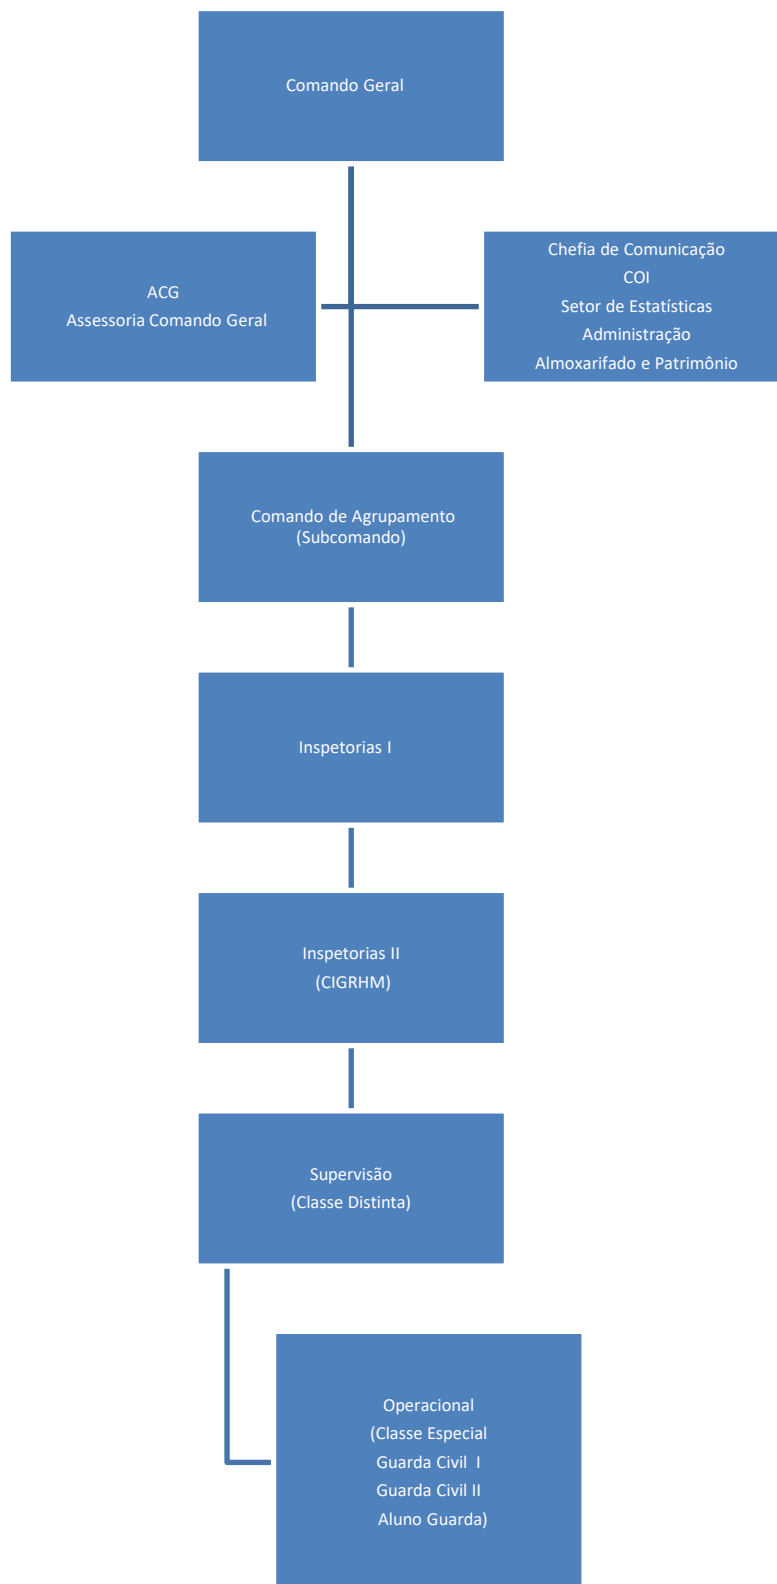 Comando Geral
ACG
Assessoria Comando Geral
Chefia de Comunicação
COI
Setor de Estatísticas
Administração
Almoxarifado e Patrimônio
Comando de Agrupamento
(Subcomando)
Inspetorias I
Inspetorias II
(CIGRHM)
Supervisão
(Classe Distinta)
Operacional
(Classe Especial
Guarda Civil I
Guarda Civil II
Aluno Guarda)